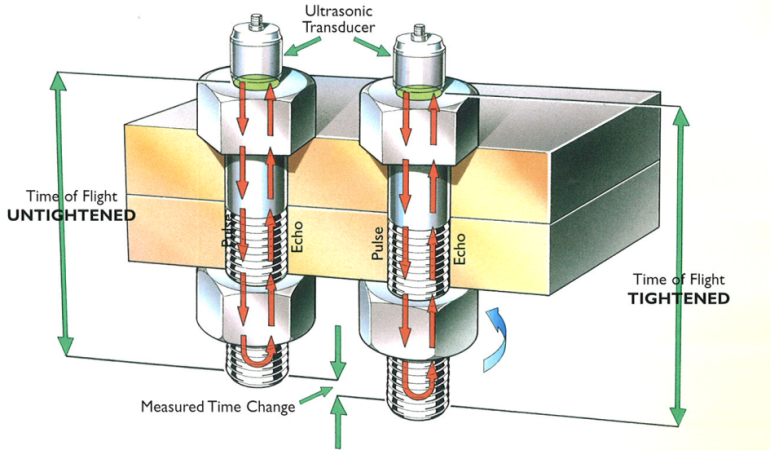 Ultrasonic
Transducer
Time of Flight
UNTIGHTENED
Pulse
Echo
Pulse
Echo
Time of Flight
TIGHTENED
Measured Time Change